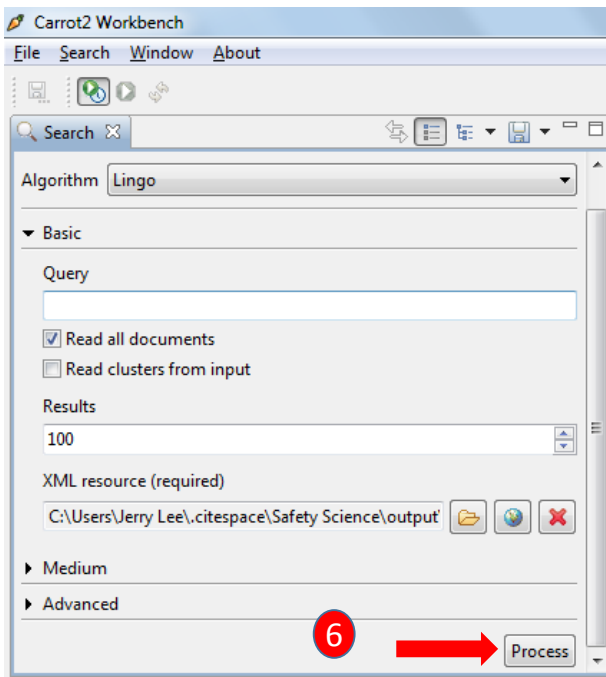 Carrot2 Workbench
File Search Window About
Search
Algorithm Lingo
Basic
Query
Read all documents
Read clusters from input
Results
100
XML resource (required)
C:\Users\Jerry Lee\.citespace\Safety Science\output\
Medium
Advanced
6
Process